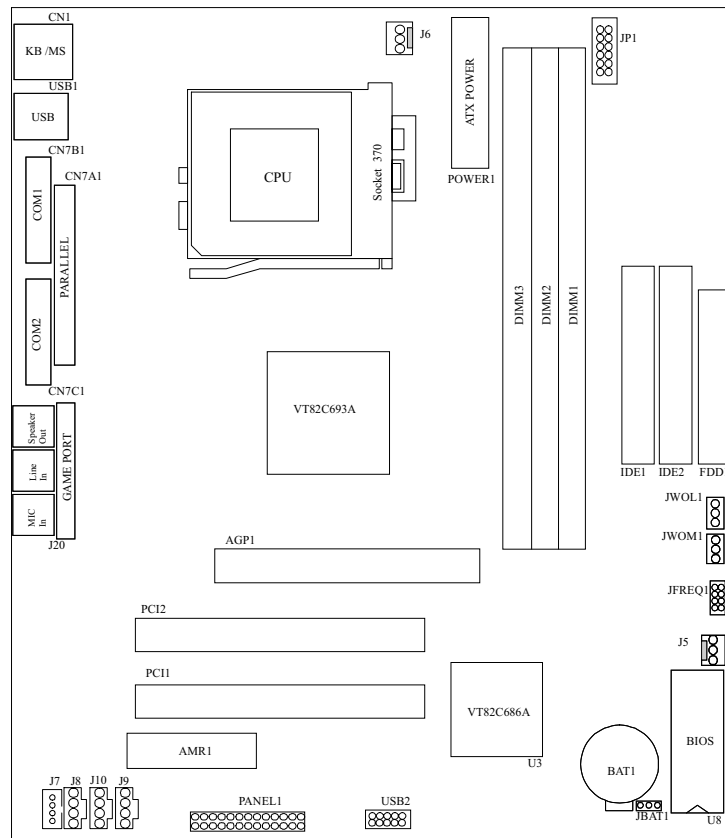 CN1
KB /MS
USB1
USB
CN7B1
CN7A1
COM1
PARALLEL
COM2
CN7C1
Speaker
Out
Line
In
MIC
In
GAME PORT
J20
J6
CPU
Socket 370
ATX POWER
POWER1
JP1
DIMM3
DIMM2
DIMM1
VT82C693A
IDE1
IDE2
FDD
JWOL1
JWOM1
JFREQ1
J5
AGP1
PCI2
PCI1
AMR1
VT82C686A
U3
BAT1
JBAT1
BIOS
U8
J7
J8
J10
J9
PANEL1
USB2